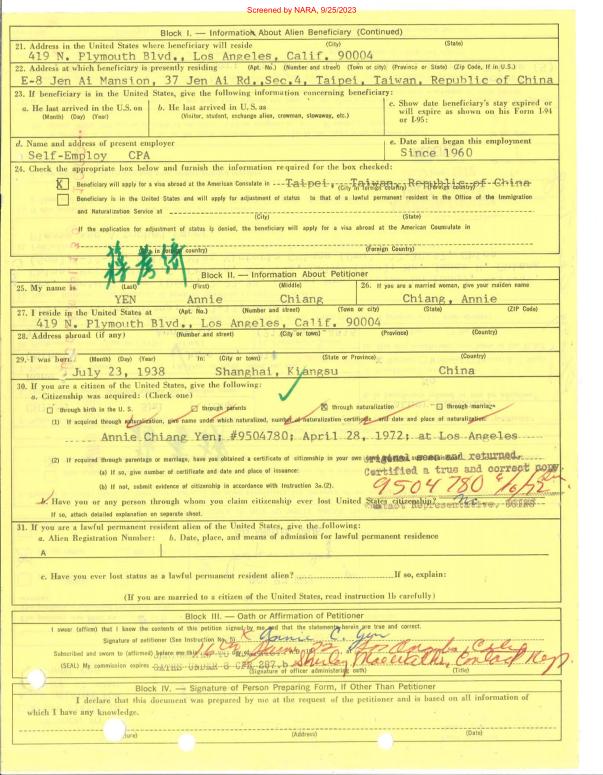 Screened by NARA, 9/25/2023
Block I. — Information About Alien Beneficiary (Continued)
21. Address in the United States where beneficiary will reside (City) (State)
419 N. Plymouth Blvd., Los Angeles, Calif. 90004
22. Address at which beneficiary is presently residing (Apt. No.) (Number and street) (Town or city) (Province or State) (Zip Code, If in U.S.)
E-8 Jen Ai Mansion, 37 Jen Ai Rd.,Sec.4, Taipei, Taiwan, Republic of China
23. If beneficiary is in the United States, give the following information concerning beneficiary:
a. He last arrived in the U.S. on (Month) (Day) (Year)
b. He last arrived in U.S. as (Visitor, student, exchange alien, crewman, stowaway, etc.)
c. Show date beneficiary's stay expired or will expire as shown on his Form I-94 or I-95:
d. Name and address of present employer
e. Date alien began this employment
Self-Employ CPA
Since 1960
24. Check the appropriate box below and furnish the information required for the box checked:
X Beneficiary will apply for a visa abroad at the American Consulate in Taipei, Taiwan, Republic of China
(City in foreign country) (Foreign country)
Beneficiary is in the United States and will apply for adjustment of status to that of a lawful permanent resident in the Office of the Immigration
and Naturalization Service at
(City) (State)
If the application for adjustment of status is denied, the beneficiary will apply for a visa abroad at the American Counsulate in
in foreign country) (Foreign Country)
蔣
Block II. — Information About Petitioner
25. My name is (Last) (First) (Middle)
26. If you are a married woman, give your maiden name
YEN Annie Chiang
Chiang, Annie
27. I reside in the United States at (Apt. No.) (Number and street) (Town or city) (State) (ZIP Code)
419 N. Plymouth Blvd., Los Angeles, Calif. 90004
28. Address abroad (if any) (Number and street) (City or town) (Province) (Country)
29. I was born: (Month) (Day) (Year) In: (City or town) (State or Province) (Country)
July 23, 1938 Shanghai, Kiangsu China
30. If you are a citizen of the United States, give the following:
a. Citizenship was acquired: (Check one)
through birth in the U. S. through parents X through naturalization through marriage
(1) If acquired through naturalization, give name under which naturalized, number of naturalization certificate and date and place of naturalization:
Annie Chiang Yen; #9504780; April 28, 1972; at Los Angeles
(2) If acquired through parentage or marriage, have you obtained a certificate of citizenship in your own
original seen and returned.
(a) If so, give number of certificate and date and place of issuance:
Certified a true and correct copy
(b) If not, submit evidence of citizenship in accordance with Instruction 3a.(2).
9504780 6/6/72
b. Have you or any person through whom you claim citizenship ever lost United States citizenship? No
If so, attach detailed explanation on separate sheet.
Contact Representative,
31. If you are a lawful permanent resident alien of the United States, give the following:
a. Alien Registration Number: b. Date, place, and means of admission for lawful permanent residence
A
c. Have you ever lost status as a lawful permanent resident alien? If so, explain:
(If you are married to a citizen of the United States, read instruction 1b carefully)
Block III. — Oath or Affirmation of Petitioner
I swear (affirm) that I know the contents of this petition signed by me and that the statements herein are true and correct.
Signature of petitioner (See Instruction No. 5) X Annie C. Yen
Subscribed and sworn to (affirmed) before me this
(SEAL) My commission expires OATHS UNDER 8 CFR 287.
(Signature of officer administering oath) (Title)
Block IV. — Signature of Person Preparing Form, If Other Than Petitioner
I declare that this document was prepared by me at the request of the petitioner and is based on all information of
which I have any knowledge.
(Address) (Date)